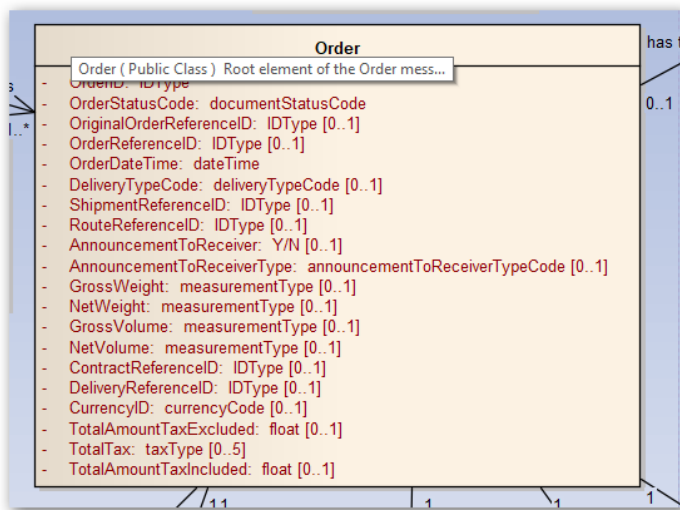 Order
has t
Order ( Public Class )  Root element of the Order mess...
- OrderID: IDType
- OrderStatusCode: documentStatusCode
0..1
- OriginalOrderReferenceID: IDType [0..1]
..*
- OrderReferenceID: IDType [0..1]
- OrderDateTime: dateTime
- DeliveryTypeCode: deliveryTypeCode [0..1]
- ShipmentReferenceID: IDType [0..1]
- RouteReferenceID: IDType [0..1]
- AnnouncementToReceiver: Y/N [0..1]
- AnnouncementToReceiverType: announcementToReceiverTypeCode [0..1]
- GrossWeight: measurementType [0..1]
- NetWeight: measurementType [0..1]
- GrossVolume: measurementType [0..1]
- NetVolume: measurementType [0..1]
- ContractReferenceID: IDType [0..1]
- DeliveryReferenceID: IDType [0..1]
- CurrencyID: currencyCode [0..1]
- TotalAmountTaxExcluded: float [0..1]
- TotalTax: taxType [0..5]
- TotalAmountTaxIncluded: float [0..1]
11 1 1 1